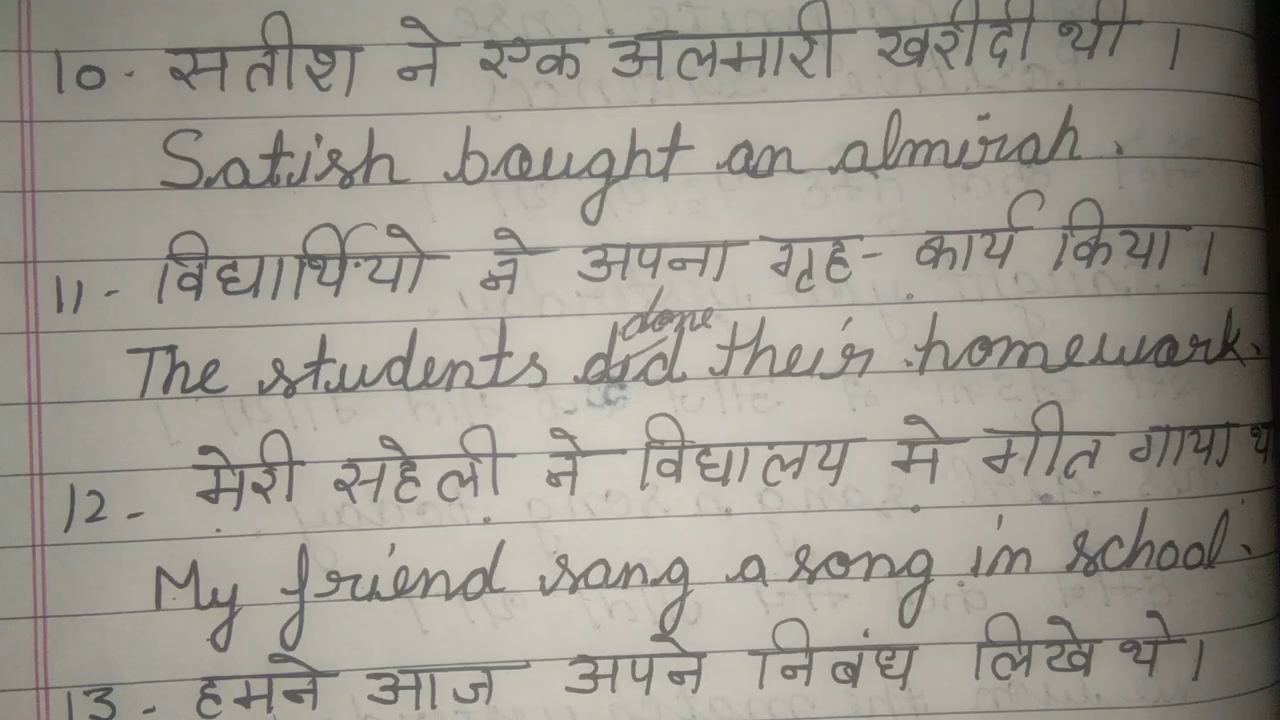 10. सतीश ने एक अलमारी खरीदी थी ।
Satish bought an almirah.
11- विद्यार्थियो ने अपना गृह- कार्य किया ।
done
The students did their homework.
12- मेरी सहेली ने विद्यालय मे गीत गाया था
My friend sang a song in school.
13- हमने आज अपने निबंध लिखे थे ।